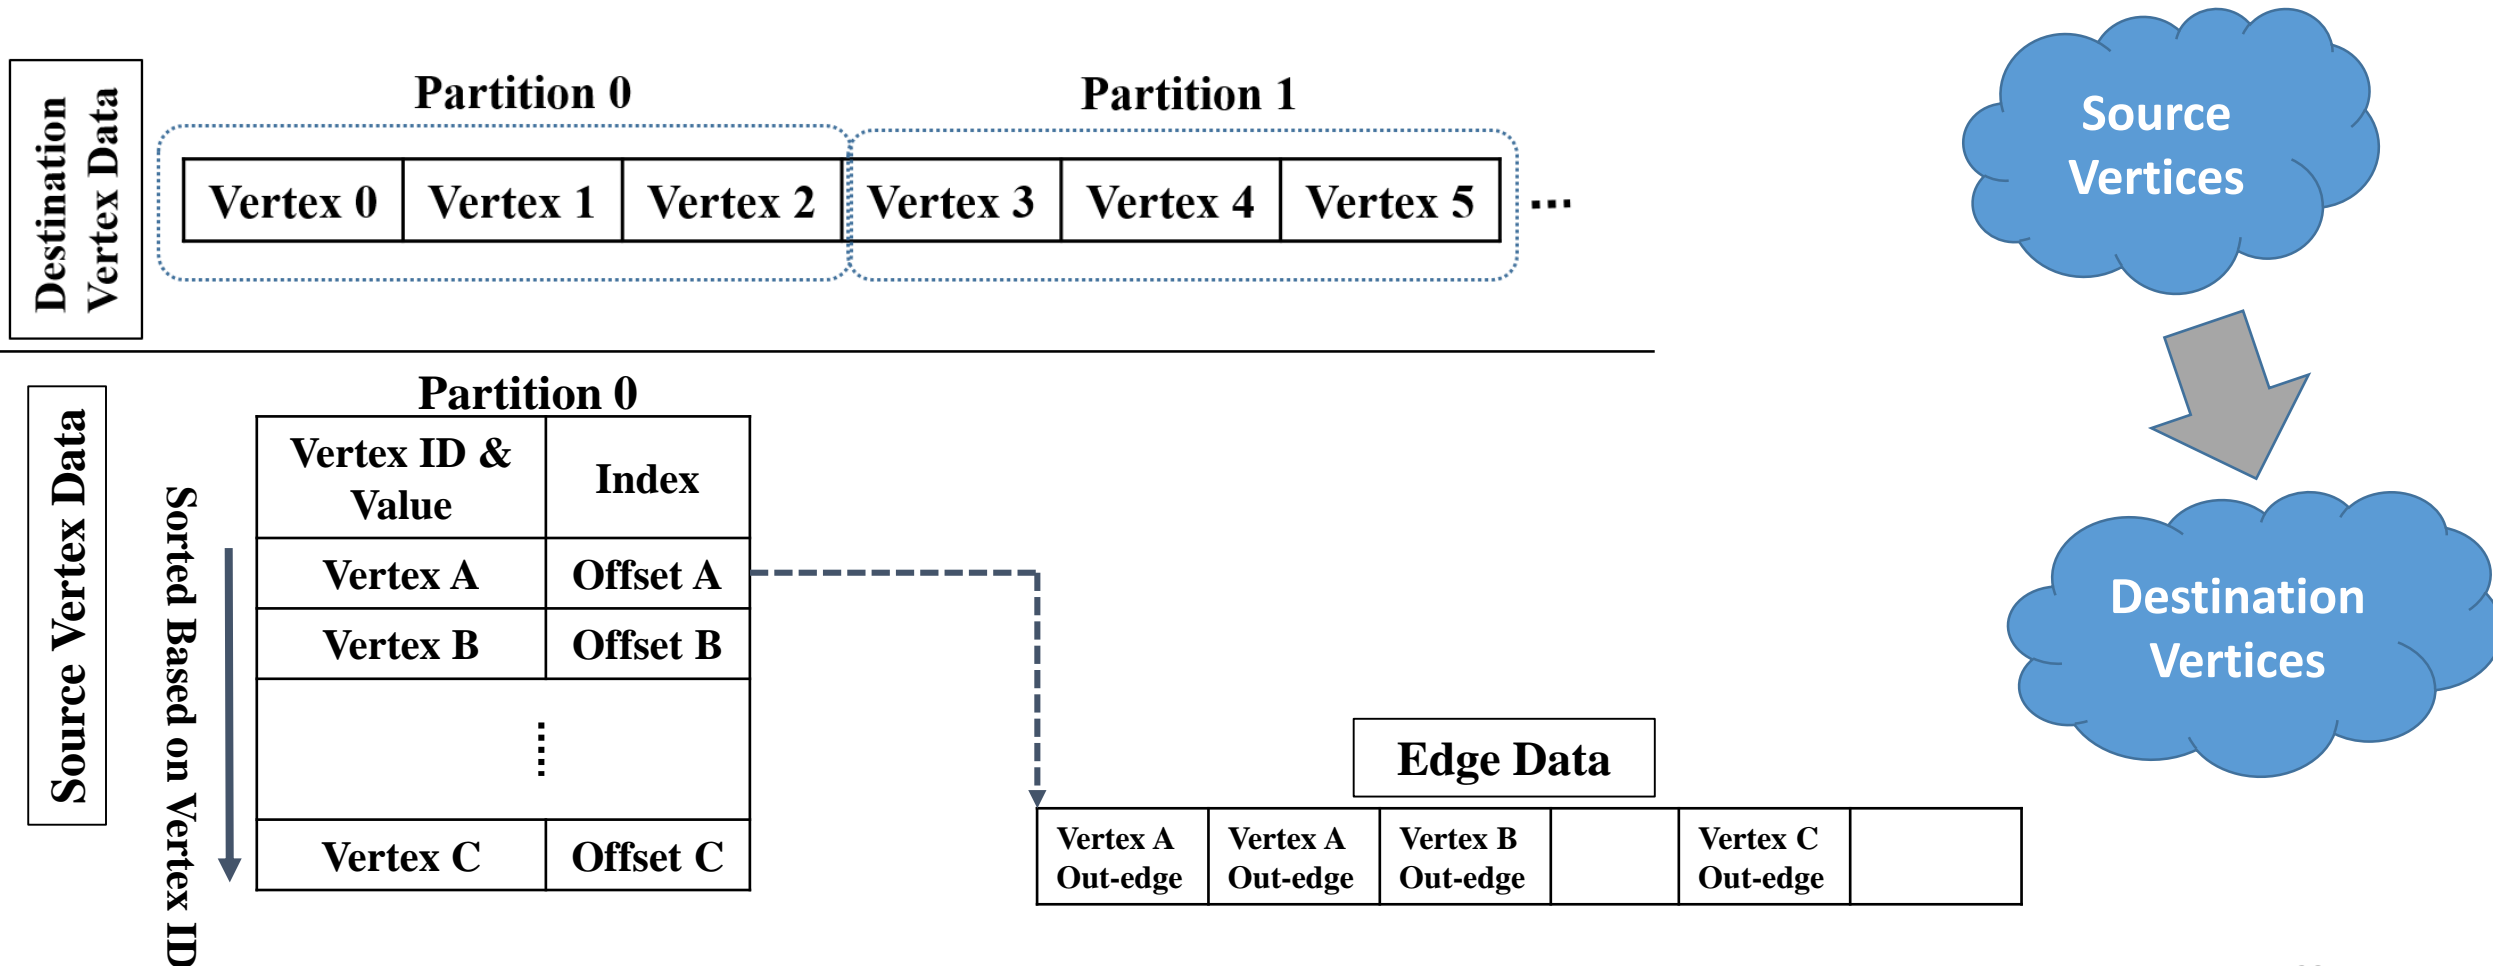 Destination
Vertex Data
Partition 0
Partition 1
Vertex 0
Vertex 1
Vertex 2
Vertex 3
Vertex 4
Vertex 5
...
Source
Vertices
Destination
Vertices
Source Vertex Data
Sorted Based on Vertex ID
Partition 0
Vertex ID &
Value
Index
Vertex A
Offset A
Vertex B
Offset B
......
Vertex C
Offset C
Edge Data
Vertex A
Out-edge
Vertex A
Out-edge
Vertex B
Out-edge
Vertex C
Out-edge